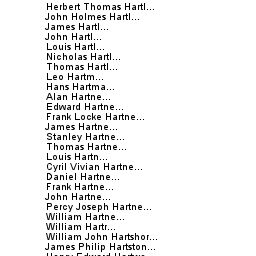 Herbert Thomas Hartl...
John Holmes Hartl...
James Hartl...
John Hartl...
Louis Hartl...
Nicholas Hartl...
Thomas Hartl...
Leo Hartm...
Hans Hartma...
Alan Hartne...
Edward Hartne...
Frank Locke Hartne...
James Hartne...
Stanley Hartne...
Thomas Hartne...
Louis Hartn...
Cyril Vivian Hartne...
Daniel Hartne...
Frank Hartne...
John Hartne...
Percy Joseph Hartne...
William Hartne...
William Hartr...
William John Hartshor...
James Philip Hartston...